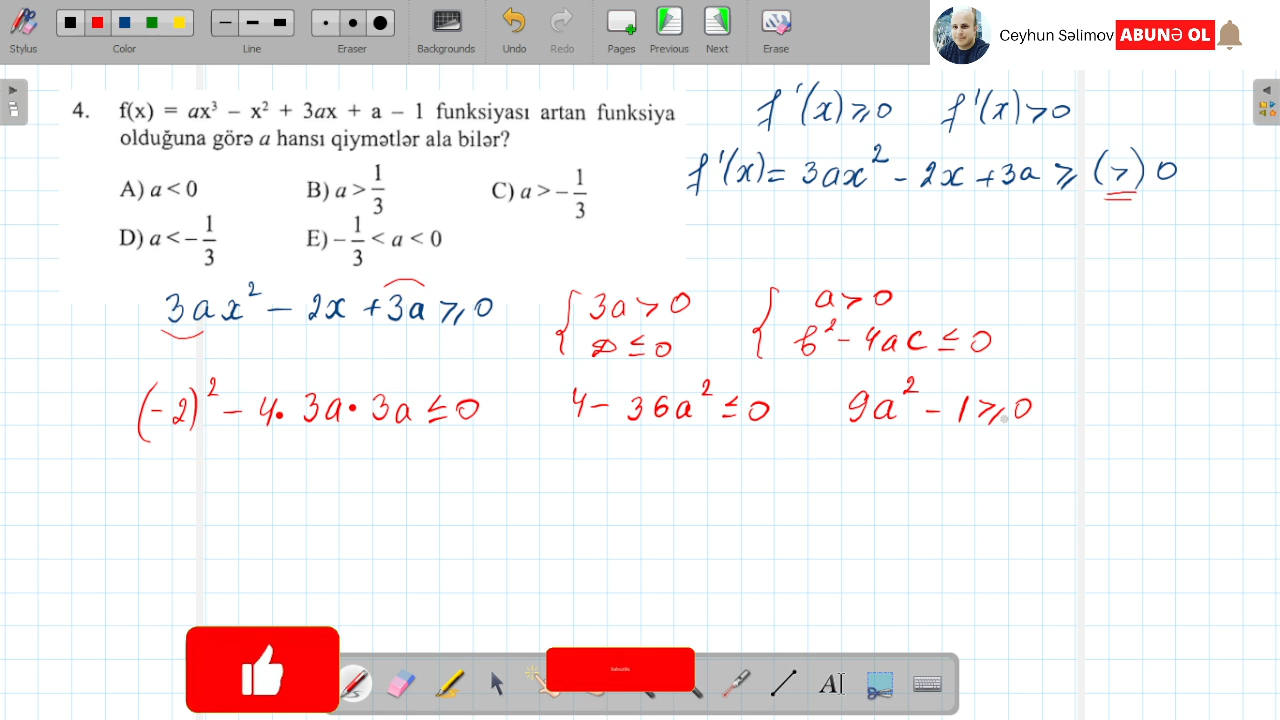 Stylus
Color
Line
Eraser
Backgrounds
Undo
Redo
Pages
Previous
Next
Erase
Ceyhun Səlimov
ABUNƏ OL
4. f(x) = ax³ − x² + 3ax + a − 1 funksiyası artan funksiya
olduğuna görə a hansı qiymətlər ala bilər?
A) a < 0 B) a > 1/3 C) a > − 1/3
D) a < − 1/3 E) − 1/3 < a < 0
f'(x) ⩾ 0 f'(x) > 0
f'(x) = 3ax² − 2x + 3a ⩾ (>) 0
3ax² − 2x + 3a ⩾ 0 { 3a > 0 { a > 0
D ≤ 0 b² − 4ac ≤ 0
(−2)² − 4 · 3a · 3a ≤ 0 4 − 36a² ≤ 0 9a² − 1 ⩾ 0
Subscribe